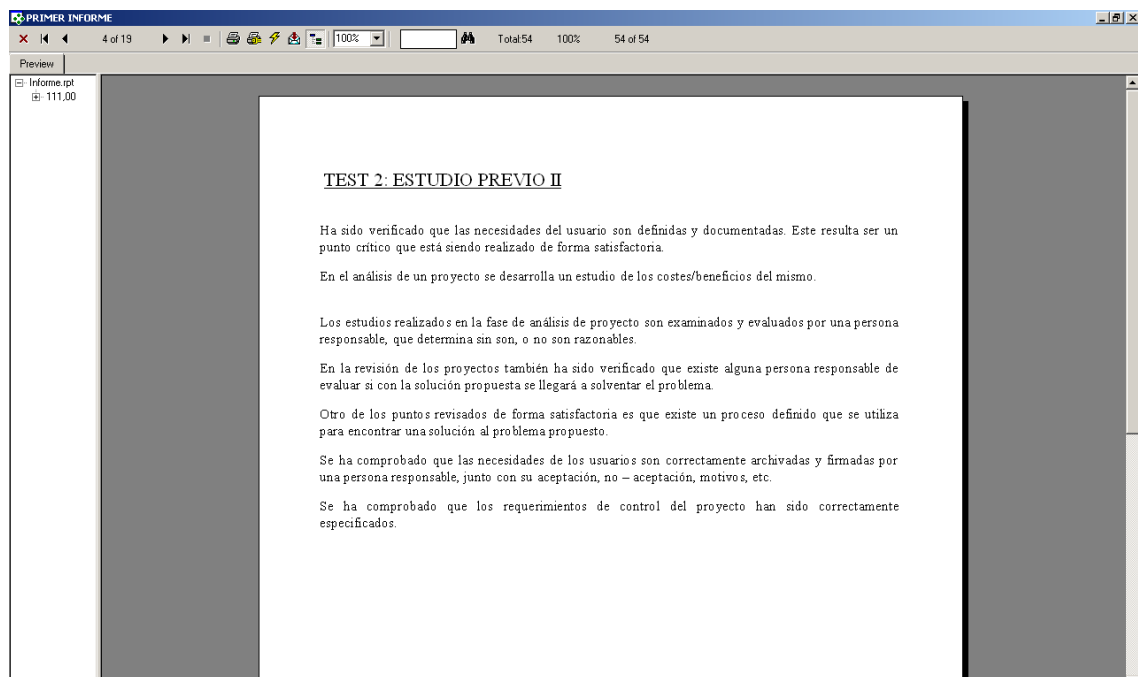 PRIMER INFORME
4 of 19 100% Total:54 100% 54 of 54
Preview
Informe.rpt
111,00
TEST 2: ESTUDIO PREVIO II
Ha sido verificado que las necesidades del usuario son definidas y documentadas. Este resulta ser un
punto crítico que está siendo realizado de forma satisfactoria.
En el análisis de un proyecto se desarrolla un estudio de los costes/beneficios del mismo.
Los estudios realizados en la fase de análisis de proyecto son examinados y evaluados por una persona
responsable, que determina sin son, o no son razonables.
En la revisión de los proyectos también ha sido verificado que existe alguna persona responsable de
evaluar si con la solución propuesta se llegará a solventar el problema.
Otro de los puntos revisados de forma satisfactoria es que existe un proceso definido que se utiliza
para encontrar una solución al problema propuesto.
Se ha comprobado que las necesidades de los usuarios son correctamente archivadas y firmadas por
una persona responsable, junto con su aceptación, no – aceptación, motivos, etc.
Se ha comprobado que los requerimientos de control del proyecto han sido correctamente
especificados.